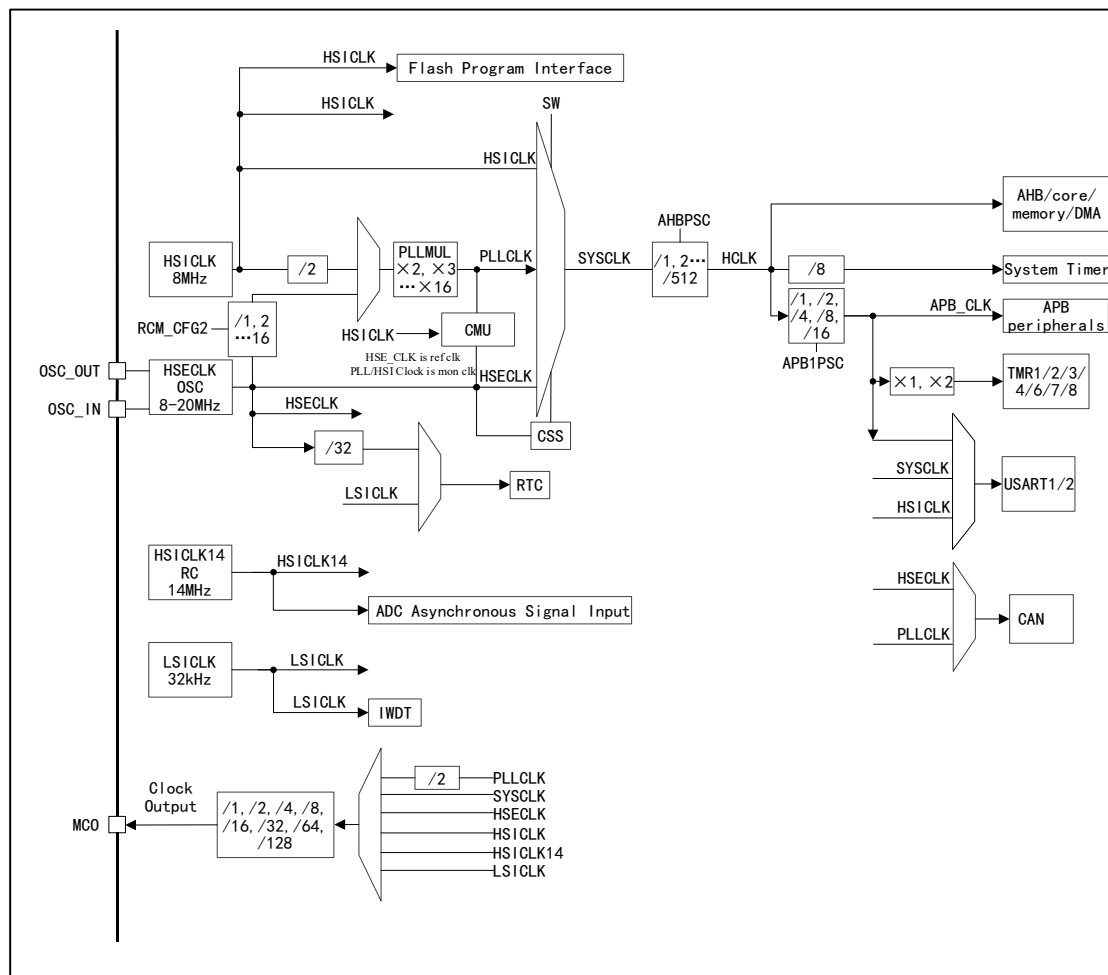 HSICLK
Flash Program Interface
HSICLK
SW
HSICLK
AHB/core/
memory/DMA
AHBPSC
HSICLK
8MHz
/2
PLLMUL
×2, ×3
…×16
PLLCLK
SYSCLK
/1, 2…
/512
HCLK
/8
System Timer
RCM_CFG2
/1, 2
…16
HSICLK
CMU
/1, /2,
/4, /8,
/16
APB_CLK
APB
peripherals
HSE_CLK is ref clk
PLL/HSI Clock is mon clk
APB1PSC
OSC_OUT
OSC_IN
HSECLK
OSC
8-20MHz
HSECLK
HSECLK
×1, ×2
TMR1/2/3/
4/6/7/8
CSS
/32
LSICLK
RTC
SYSCLK
HSICLK
USART1/2
HSICLK14
RC
14MHz
HSICLK14
ADC Asynchronous Signal Input
HSECLK
PLLCLK
CAN
LSICLK
32kHz
LSICLK
LSICLK
IWDT
MCO
Clock
Output
/1, /2, /4, /8,
/16, /32, /64,
/128
/2
PLLCLK
SYSCLK
HSECLK
HSICLK
HSICLK14
LSICLK